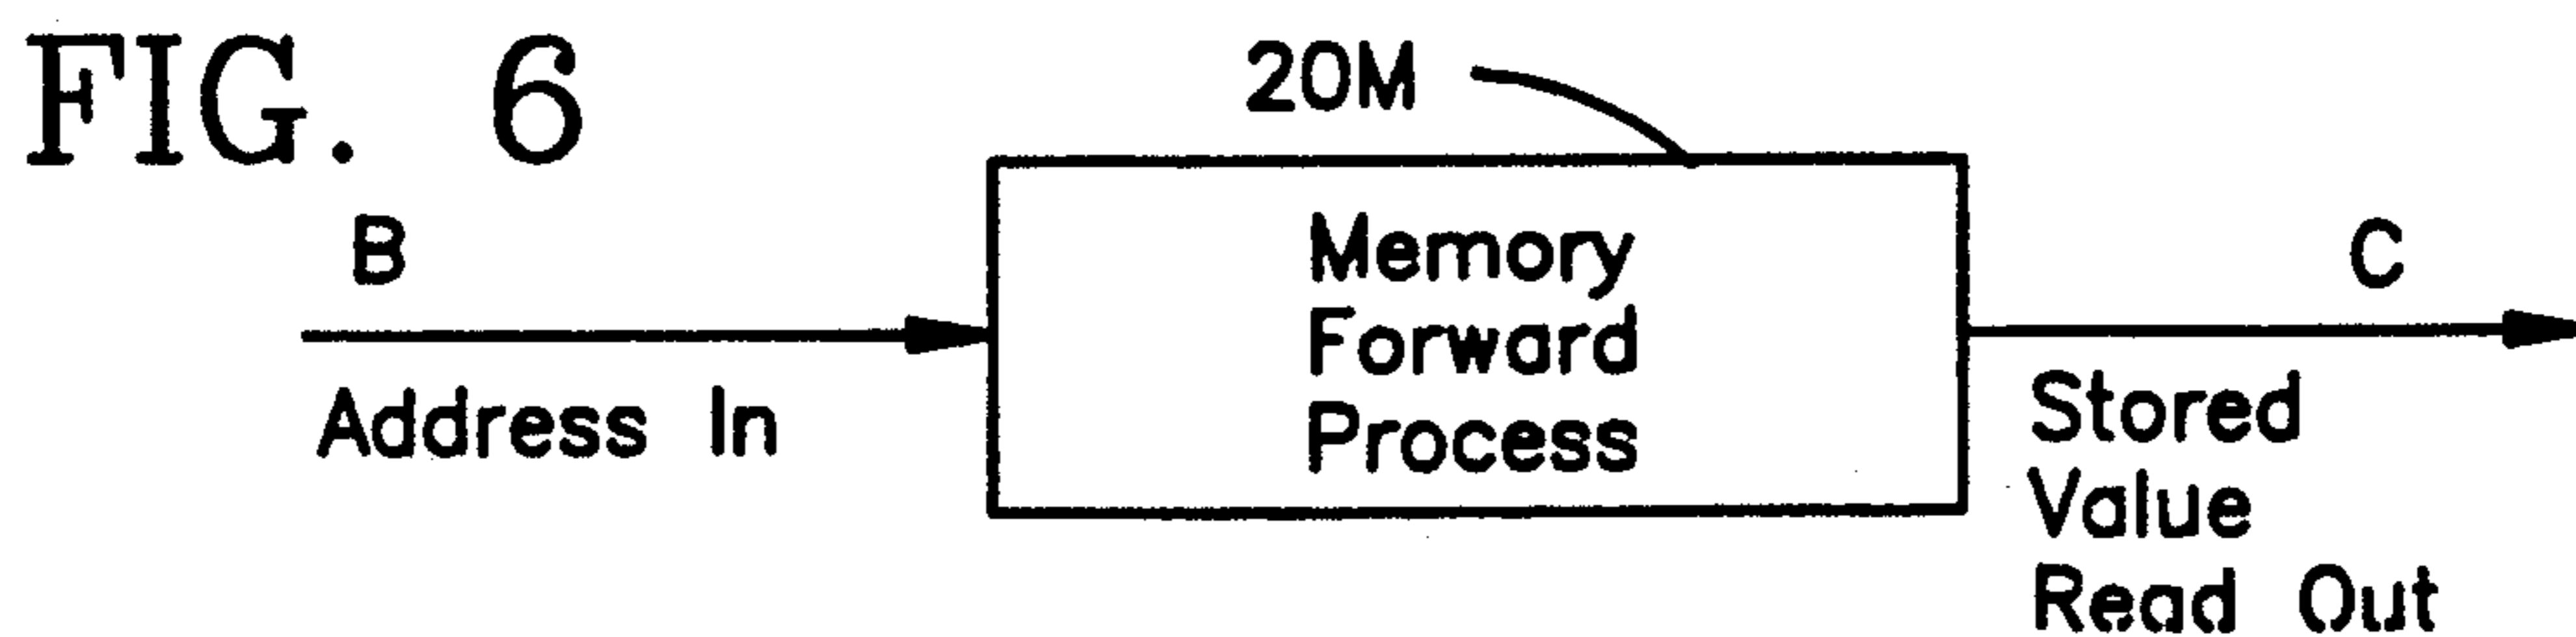 FIG. 6
20M
B
Address In
Memory
Forward
Process
C
Stored
Value
Read Out